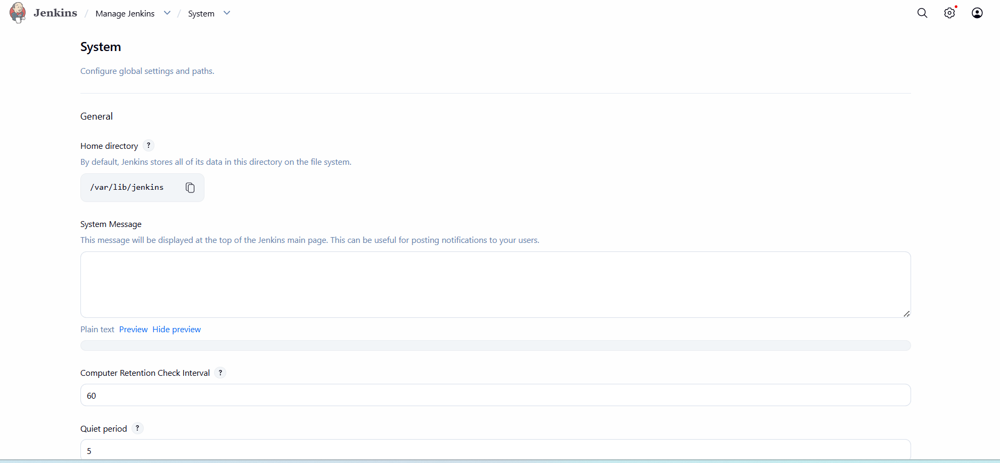 Jenkins / Manage Jenkins / System
System
Configure global settings and paths.
General
Home directory ?
By default, Jenkins stores all of its data in this directory on the file system.
/var/lib/jenkins
System Message
This message will be displayed at the top of the Jenkins main page. This can be useful for posting notifications to your users.
Plain text Preview Hide preview
Computer Retention Check Interval ?
60
Quiet period ?
5